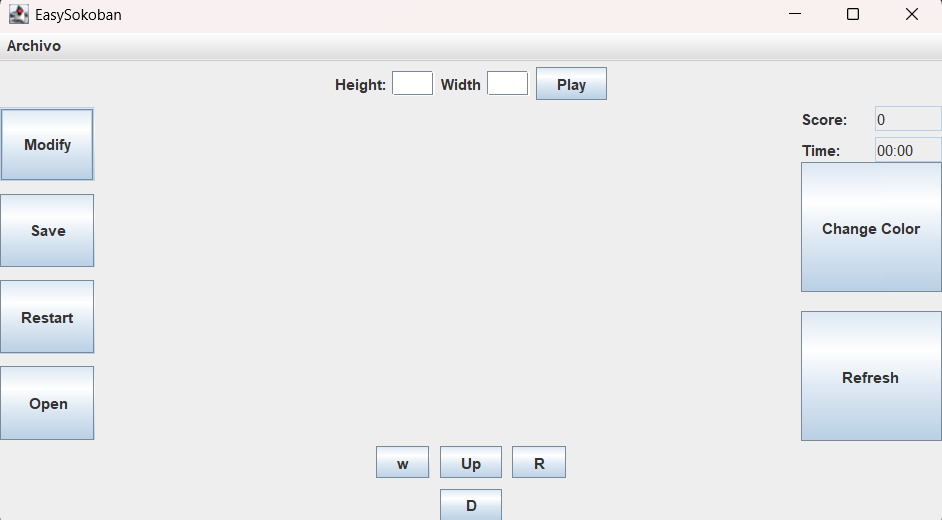 EasySokoban
Archivo
Height: Width Play
Modify
Save
Restart
Open
Score: 0
Time: 00:00
Change Color
Refresh
w Up R
D